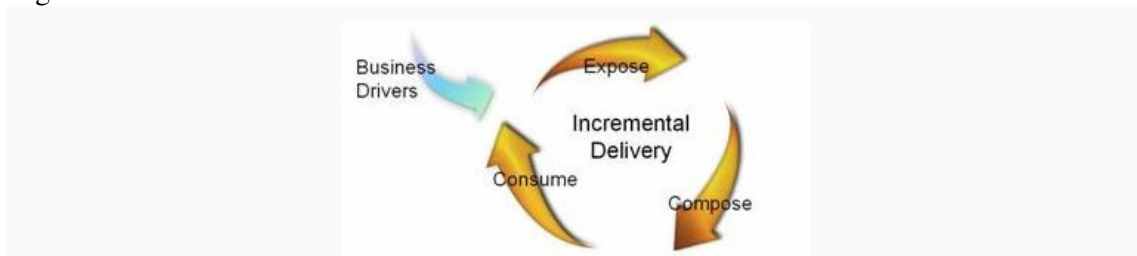 Business
Drivers
Expose
Incremental
Delivery
Consume
Compose